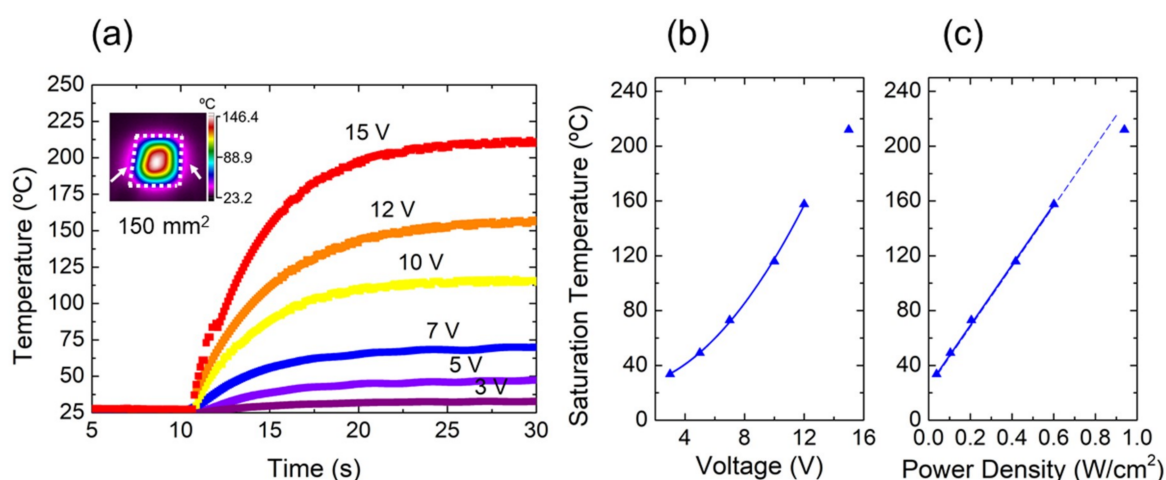 (a)
250
225
200
175
150
125
100
75
50
25
5
10
15
20
25
30
Temperature (ºC)
Time (s)
ºC
146.4
88.9
23.2
150 mm²
15 V
12 V
10 V
7 V
5 V
3 V
(b)
240
200
160
120
80
40
0
4
8
12
16
Saturation Temperature (ºC)
Voltage (V)
(c)
240
200
160
120
80
40
0
0.0
0.2
0.4
0.6
0.8
1.0
Power Density (W/cm²)